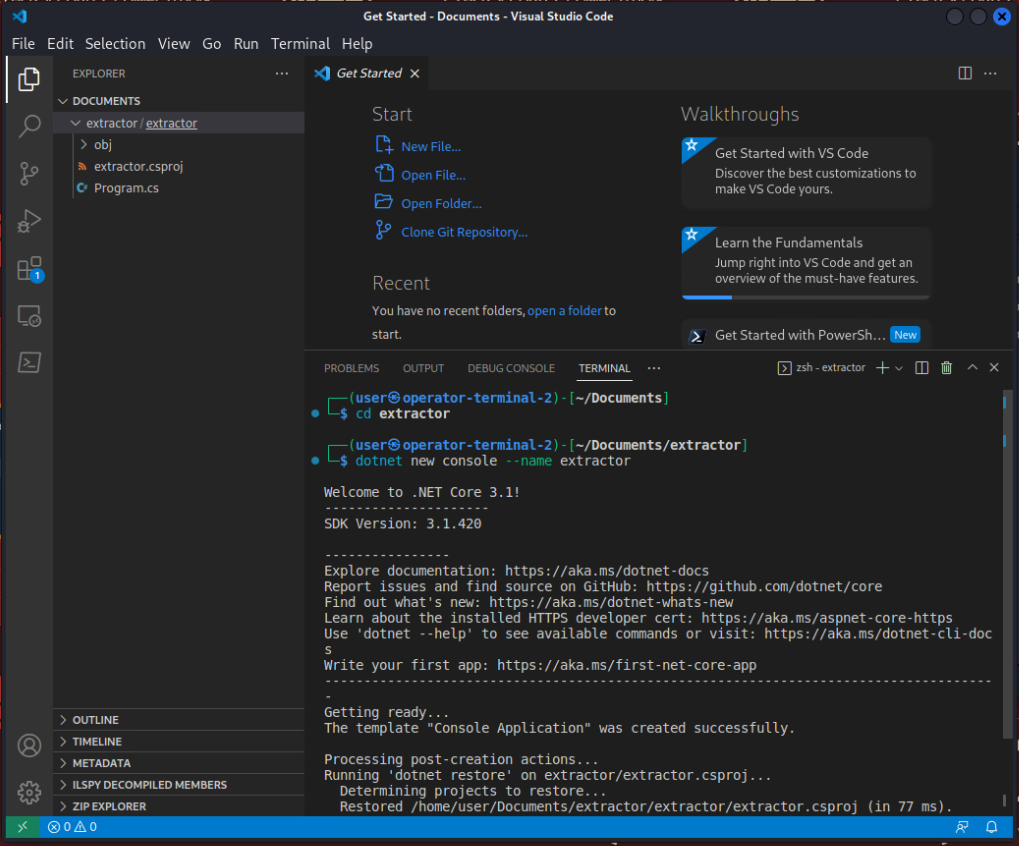 Get Started - Documents - Visual Studio Code
File Edit Selection View Go Run Terminal Help
EXPLORER
DOCUMENTS
extractor / extractor
obj
extractor.csproj
Program.cs
OUTLINE
TIMELINE
METADATA
ILSPY DECOMPILED MEMBERS
ZIP EXPLORER
1
Get Started
Start
New File...
Open File...
Open Folder...
Clone Git Repository...
Recent
You have no recent folders, open a folder to
start.
Walkthroughs
Get Started with VS Code
Discover the best customizations to
make VS Code yours.
Learn the Fundamentals
Jump right into VS Code and get an
overview of the must-have features.
Get Started with PowerSh... New
PROBLEMS OUTPUT DEBUG CONSOLE TERMINAL ... zsh - extractor
┌──(user㉿operator-terminal-2)-[~/Documents]
└─$ cd extractor
┌──(user㉿operator-terminal-2)-[~/Documents/extractor]
└─$ dotnet new console --name extractor
Welcome to .NET Core 3.1!
---------------------
SDK Version: 3.1.420
----------------
Explore documentation: https://aka.ms/dotnet-docs
Report issues and find source on GitHub: https://github.com/dotnet/core
Find out what's new: https://aka.ms/dotnet-whats-new
Learn about the installed HTTPS developer cert: https://aka.ms/aspnet-core-https
Use 'dotnet --help' to see available commands or visit: https://aka.ms/dotnet-cli-doc
s
Write your first app: https://aka.ms/first-net-core-app
-------------------------------------------------------------------------------------
-
Getting ready...
The template "Console Application" was created successfully.
Processing post-creation actions...
Running 'dotnet restore' on extractor/extractor.csproj...
Determining projects to restore...
Restored /home/user/Documents/extractor/extractor/extractor.csproj (in 77 ms).
0 0